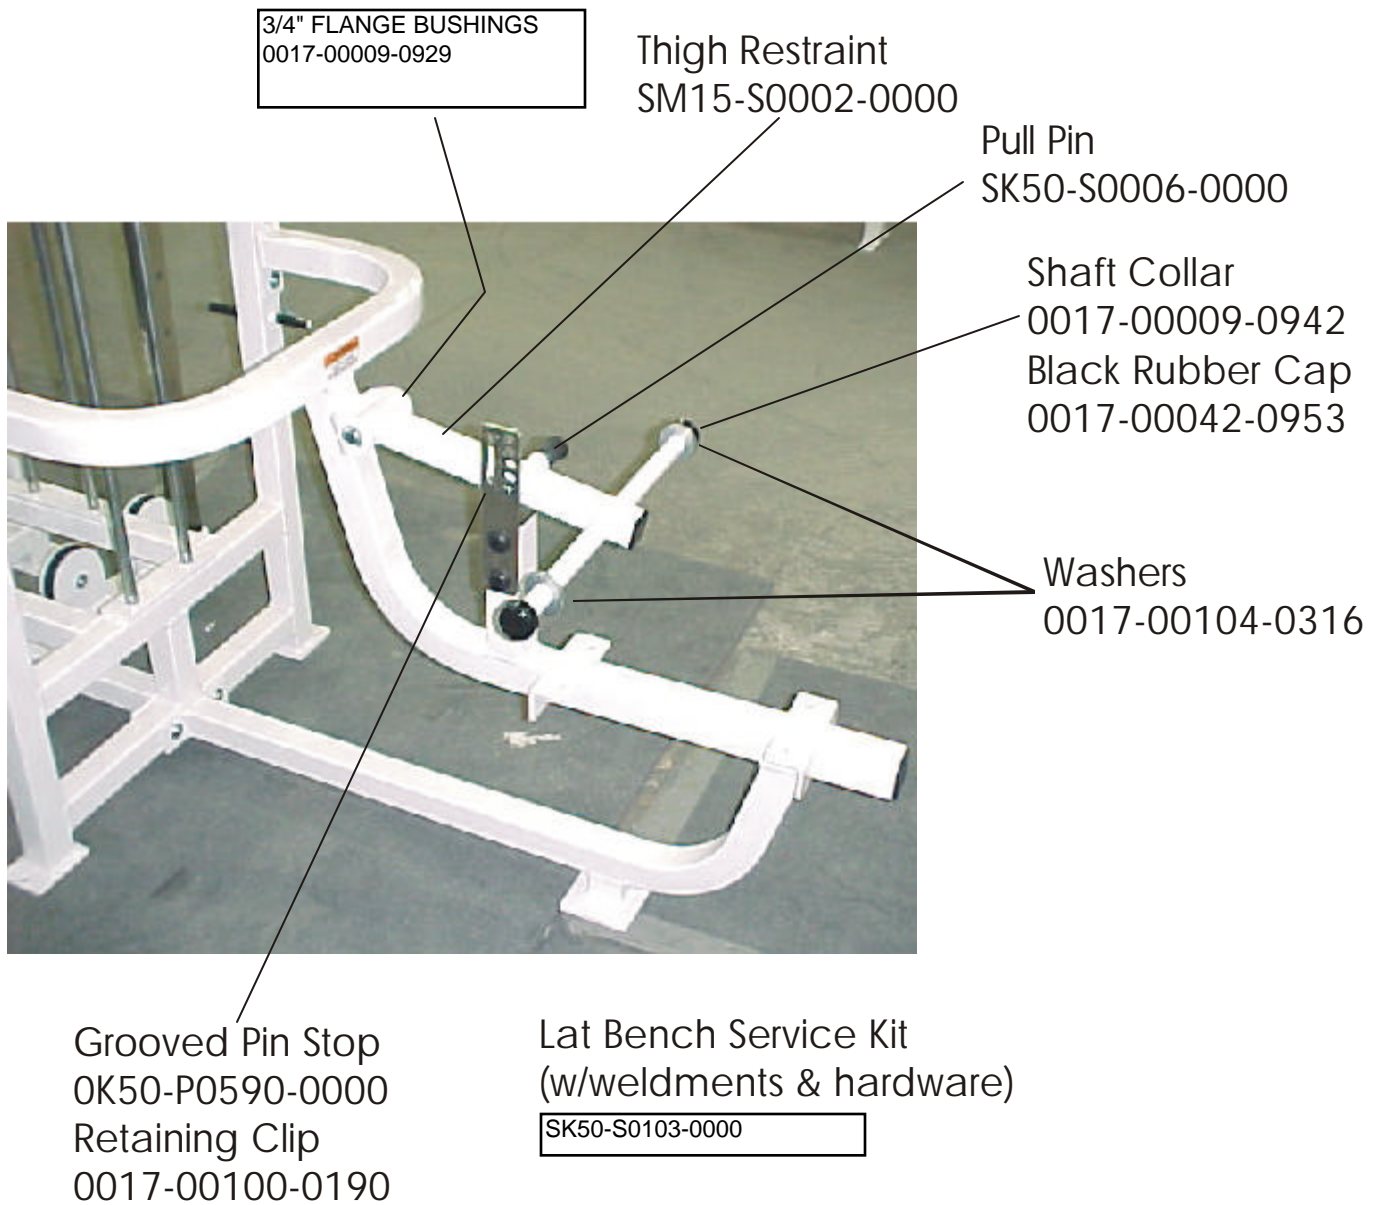 3/4" FLANGE BUSHINGS
0017-00009-0929
Thigh Restraint
SM15-S0002-0000
Pull Pin
SK50-S0006-0000
Shaft Collar
0017-00009-0942
Black Rubber Cap
0017-00042-0953
Washers
0017-00104-0316
Grooved Pin Stop
0K50-P0590-0000
Retaining Clip
0017-00100-0190
Lat Bench Service Kit
(w/weldments & hardware)
SK50-S0103-0000